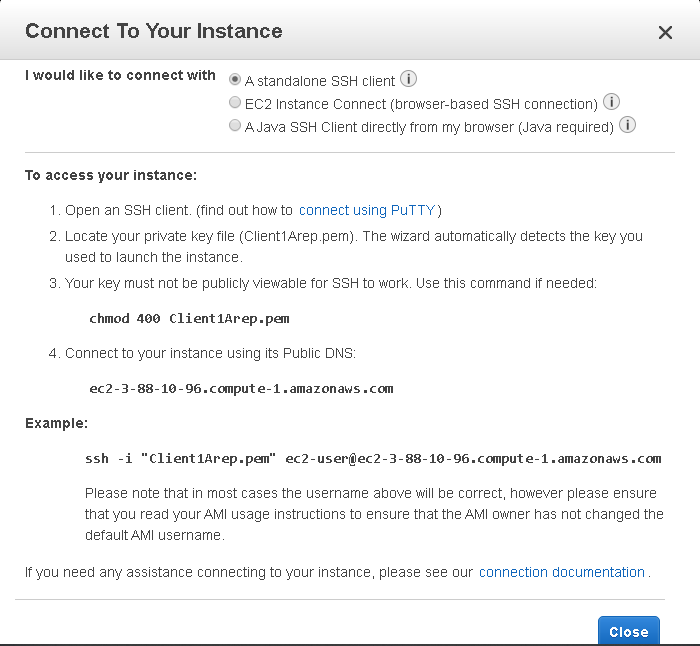 Connect To Your Instance
I would like to connect with
A standalone SSH client
EC2 Instance Connect (browser-based SSH connection)
A Java SSH Client directly from my browser (Java required)
To access your instance:
1. Open an SSH client. (find out how to connect using PuTTY)
2. Locate your private key file (Client1Arep.pem). The wizard automatically detects the key you
used to launch the instance.
3. Your key must not be publicly viewable for SSH to work. Use this command if needed:
chmod 400 Client1Arep.pem
4. Connect to your instance using its Public DNS:
ec2-3-88-10-96.compute-1.amazonaws.com
Example:
ssh -i "Client1Arep.pem" ec2-user@ec2-3-88-10-96.compute-1.amazonaws.com
Please note that in most cases the username above will be correct, however please ensure
that you read your AMI usage instructions to ensure that the AMI owner has not changed the
default AMI username.
If you need any assistance connecting to your instance, please see our connection documentation.
Close